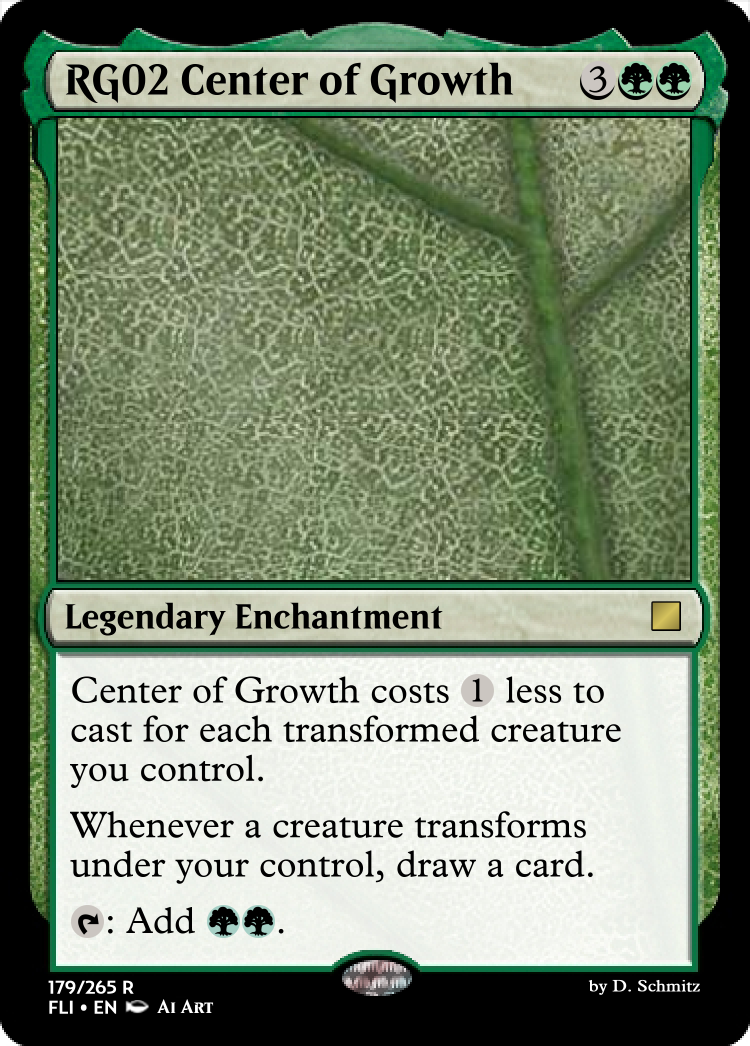 RG02 Center of Growth 3
Legendary Enchantment
Center of Growth costs 1 less to
cast for each transformed creature
you control.
Whenever a creature transforms
under your control, draw a card.
: Add .
179/265 R
by D. Schmitz
FLI • EN Ai Art